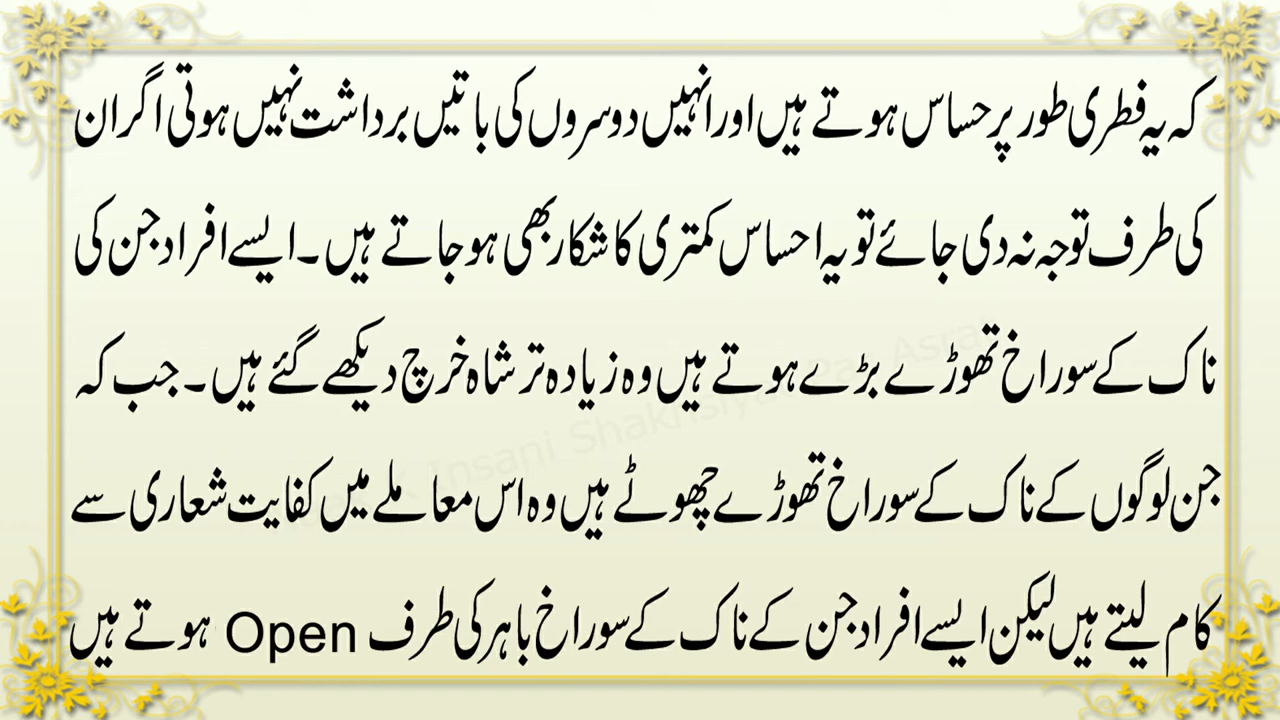 کہ یہ فطری طور پر حساس ہوتے ہیں اور انہیں دوسروں کی باتیں برداشت نہیں ہوتی اگر ان
کی طرف توجہ نہ دی جائے تو یہ احساس کمتری کا شکار بھی ہو جاتے ہیں۔ ایسے افراد جن کی
ناک کے سوراخ تھوڑے بڑے ہوتے ہیں وہ زیادہ تر شاہ خرچ دیکھے گئے ہیں۔ جب کہ
جن لوگوں کے ناک کے سوراخ تھوڑے چھوٹے ہیں وہ اس معاملے میں کفایت شعاری سے
کام لیتے ہیں لیکن ایسے افراد جن کے ناک کے سوراخ باہر کی طرف Open ہوتے ہیں
Insani Shakhsiyaat Par Asrat